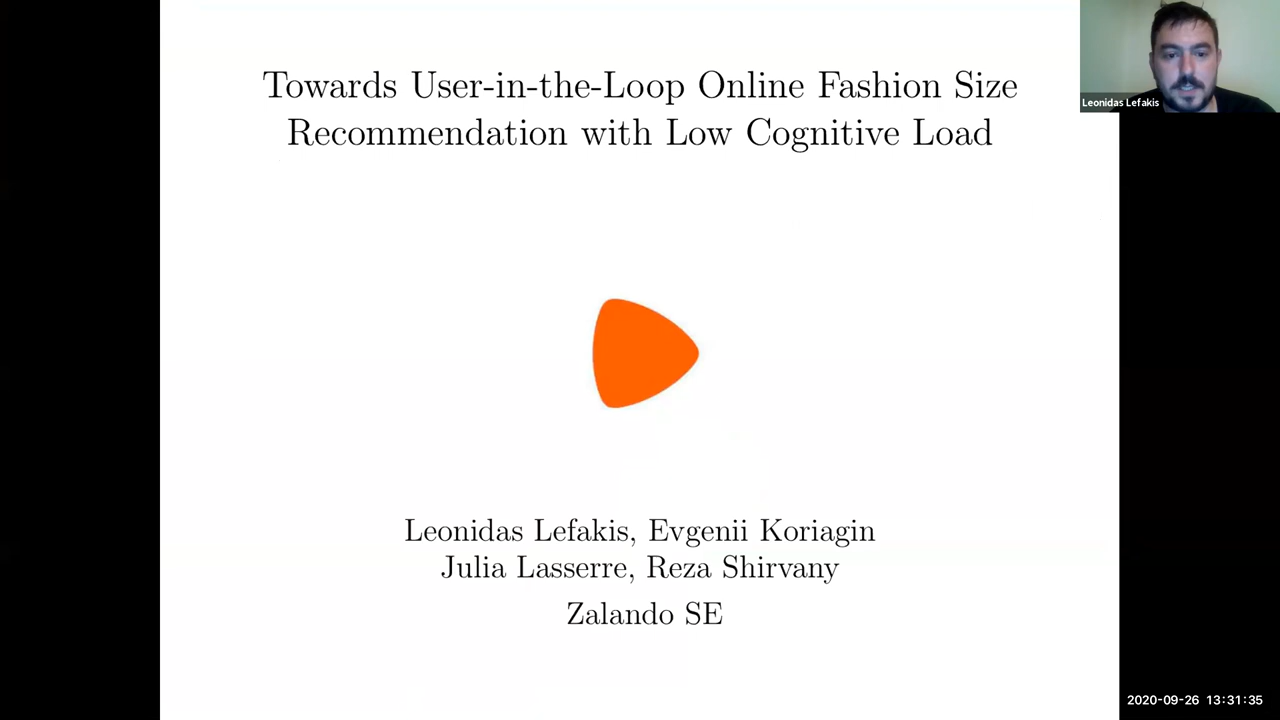 Towards User-in-the-Loop Online Fashion Size
Recommendation with Low Cognitive Load
Leonidas Lefakis
Leonidas Lefakis, Evgenii Koriagin
Julia Lasserre, Reza Shirvany
Zalando SE
2020-09-26 13:31:35